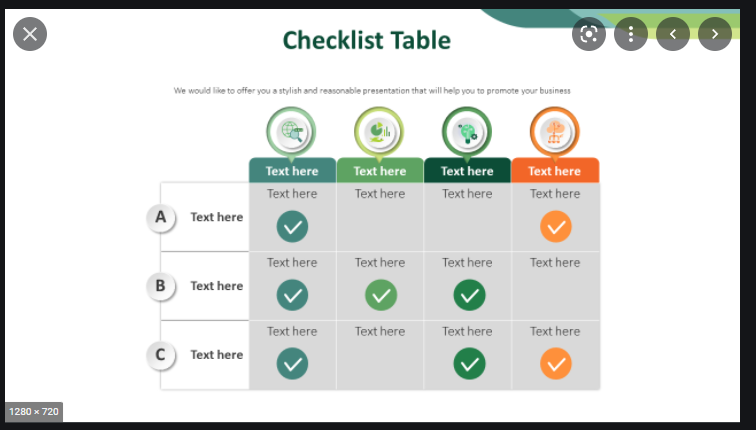 Checklist Table
We would like to offer you a stylish and reasonable presentation that will help you to promote your business
Text here Text here Text here Text here
Text here Text here Text here Text here
A Text here
Text here Text here Text here Text here
B Text here
Text here Text here Text here Text here
C Text here
1280 × 720